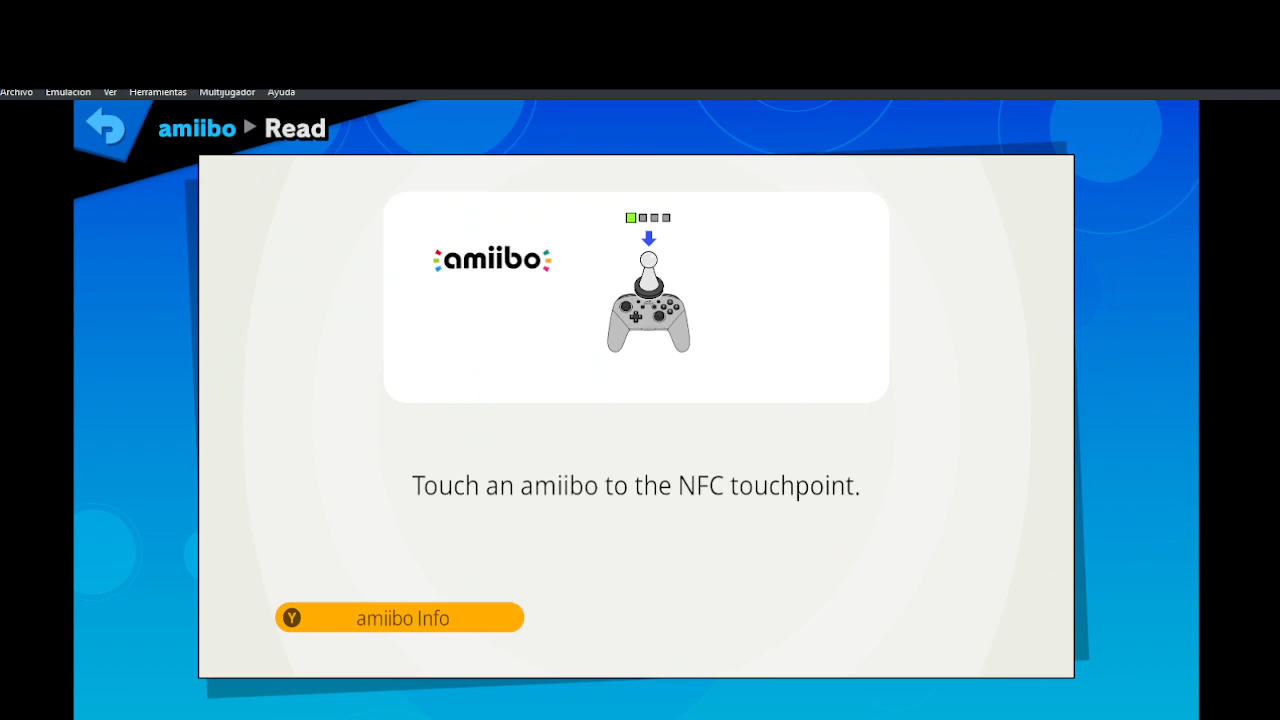 Archivo Emulación Ver Herramientas Multijugador Ayuda
amiibo ▶ Read
amiibo
Touch an amiibo to the NFC touchpoint.
Y amiibo Info